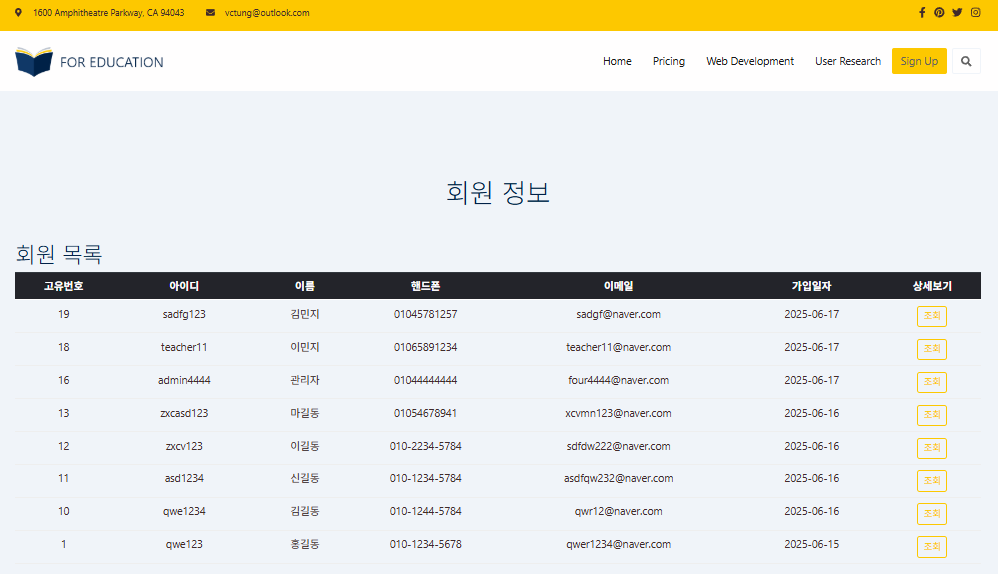 1600 Amphitheatre Parkway, CA 94043 vctung@outlook.com
FOR EDUCATION Home Pricing Web Development User Research Sign Up
회원 정보
회원 목록
고유번호 아이디 이름 핸드폰 이메일 가입일자 상세보기
19 sadfg123 김민지 01045781257 sadgf@naver.com 2025-06-17 조회
18 teacher11 이민지 01065891234 teacher11@naver.com 2025-06-17 조회
16 admin4444 관리자 01044444444 four4444@naver.com 2025-06-17 조회
13 zxcasd123 마길동 01054678941 xcvmn123@naver.com 2025-06-16 조회
12 zxcv123 이길동 010-2234-5784 sdfdw222@naver.com 2025-06-16 조회
11 asd1234 신길동 010-1234-5784 asdfqw232@naver.com 2025-06-16 조회
10 qwe1234 김길동 010-1244-5784 qwr12@naver.com 2025-06-16 조회
1 qwe123 홍길동 010-1234-5678 qwer1234@naver.com 2025-06-15 조회